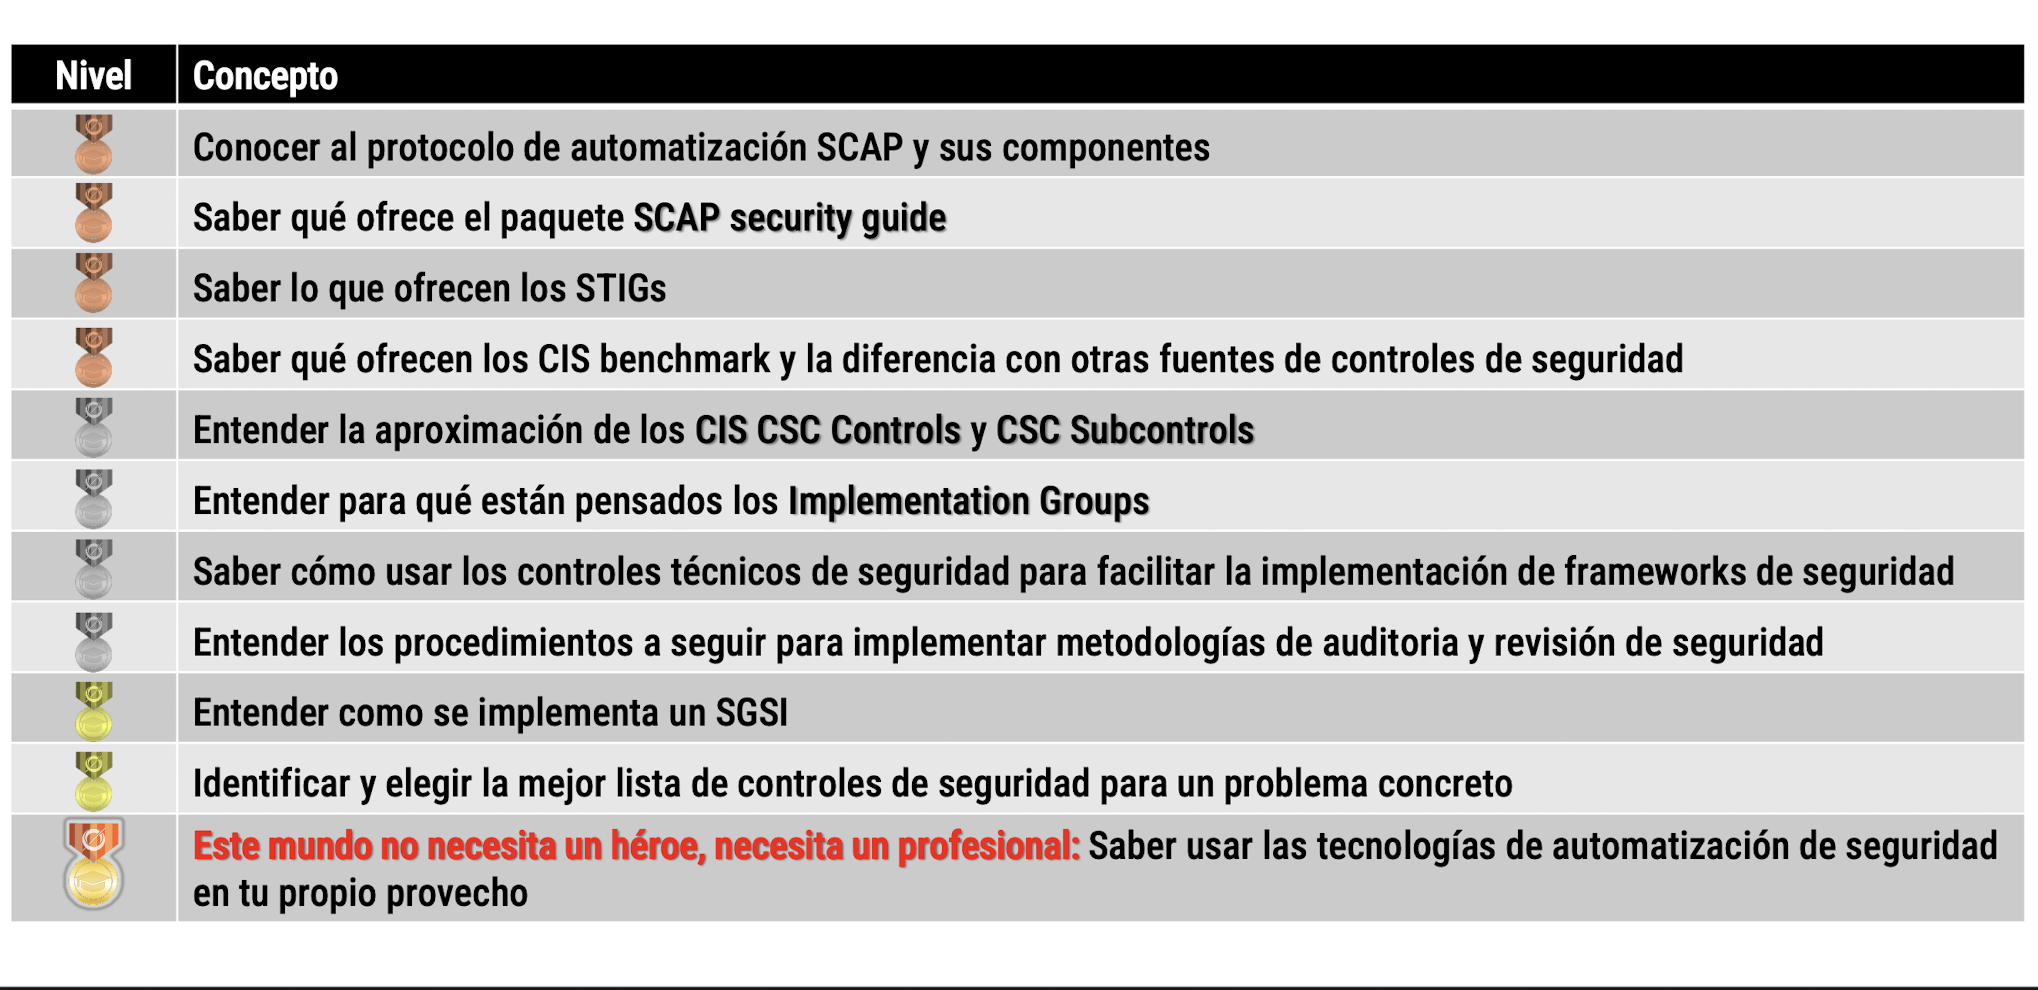 Nivel Concepto
Conocer al protocolo de automatización SCAP y sus componentes
Saber qué ofrece el paquete SCAP security guide
Saber lo que ofrecen los STIGs
Saber qué ofrecen los CIS benchmark y la diferencia con otras fuentes de controles de seguridad
Entender la aproximación de los CIS CSC Controls y CSC Subcontrols
Entender para qué están pensados los Implementation Groups
Saber cómo usar los controles técnicos de seguridad para facilitar la implementación de frameworks de seguridad
Entender los procedimientos a seguir para implementar metodologías de auditoria y revisión de seguridad
Entender como se implementa un SGSI
Identificar y elegir la mejor lista de controles de seguridad para un problema concreto
Este mundo no necesita un héroe, necesita un profesional: Saber usar las tecnologías de automatización de seguridad
en tu propio provecho